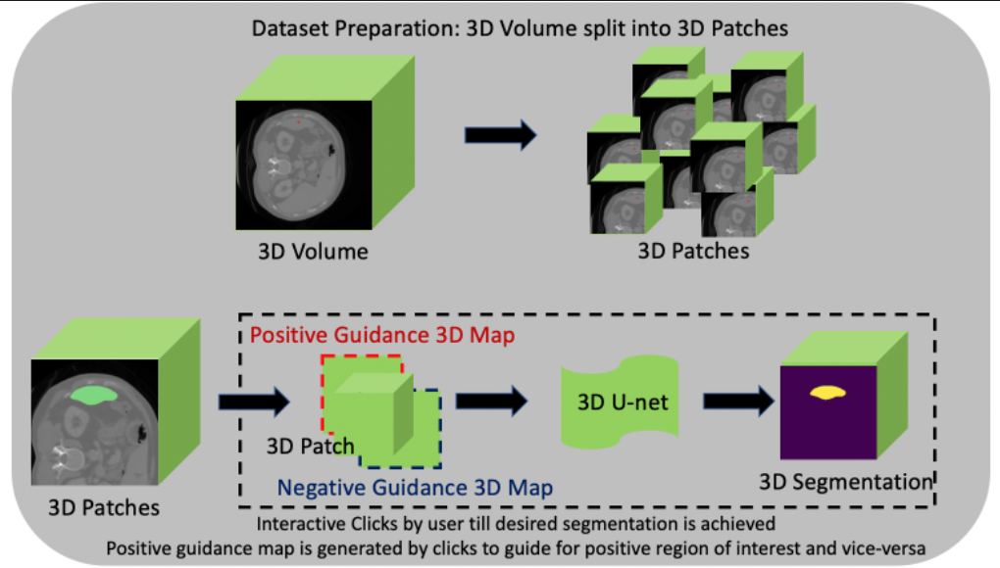 Dataset Preparation: 3D Volume split into 3D Patches
3D Volume
3D Patches
Positive Guidance 3D Map
3D Patch
Negative Guidance 3D Map
3D U-net
3D Segmentation
3D Patches
Interactive Clicks by user till desired segmentation is achieved
Positive guidance map is generated by clicks to guide for positive region of interest and vice-versa